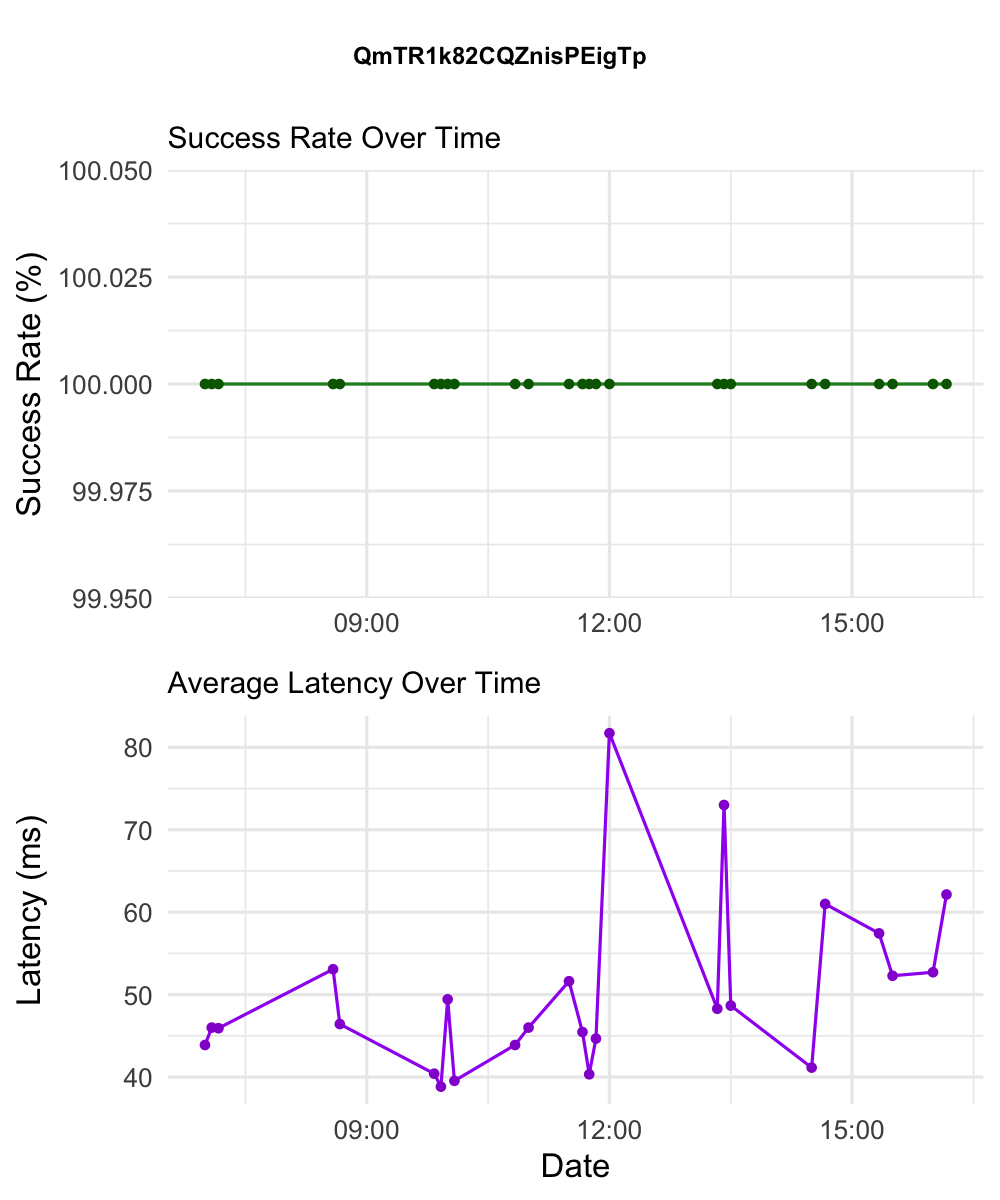 QmTR1k82CQZnisPEigTp
Success Rate Over Time
Success Rate (%)
100.050
100.025
100.000
99.975
99.950
09:00 12:00 15:00
Average Latency Over Time
Latency (ms)
80
70
60
50
40
09:00 12:00 15:00
Date